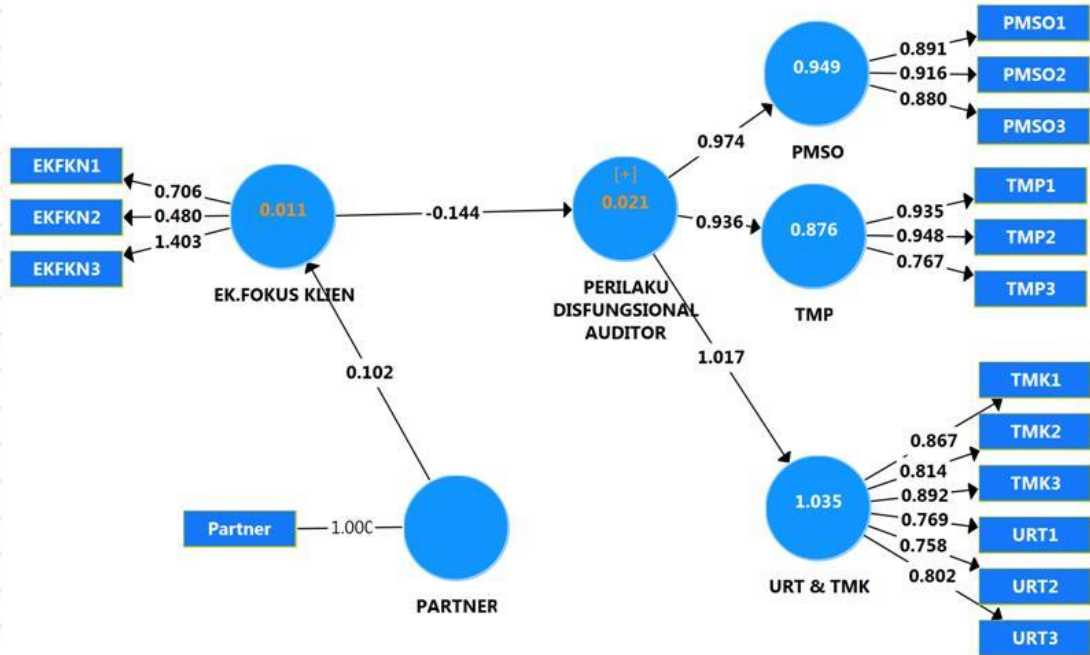 PMSO1
0.891
0.949
0.916
PMSO2
0.880
PMSO3
0.974
PMSO
EKFKN1
0.706
EKFKN2
0.480
0.011
1.403
EKFKN3
EK.FOKUS KLIEN
-0.144
[+]
0.021
PERILAKU
DISFUNGSIONAL
AUDITOR
0.936
0.876
TMP1
0.935
0.948
TMP2
0.767
TMP3
TMP
1.017
0.102
TMK1
0.867
TMK2
0.814
TMK3
0.892
1.035
0.769
URT1
0.758
URT2
0.802
URT3
URT & TMK
Partner
1.000
PARTNER